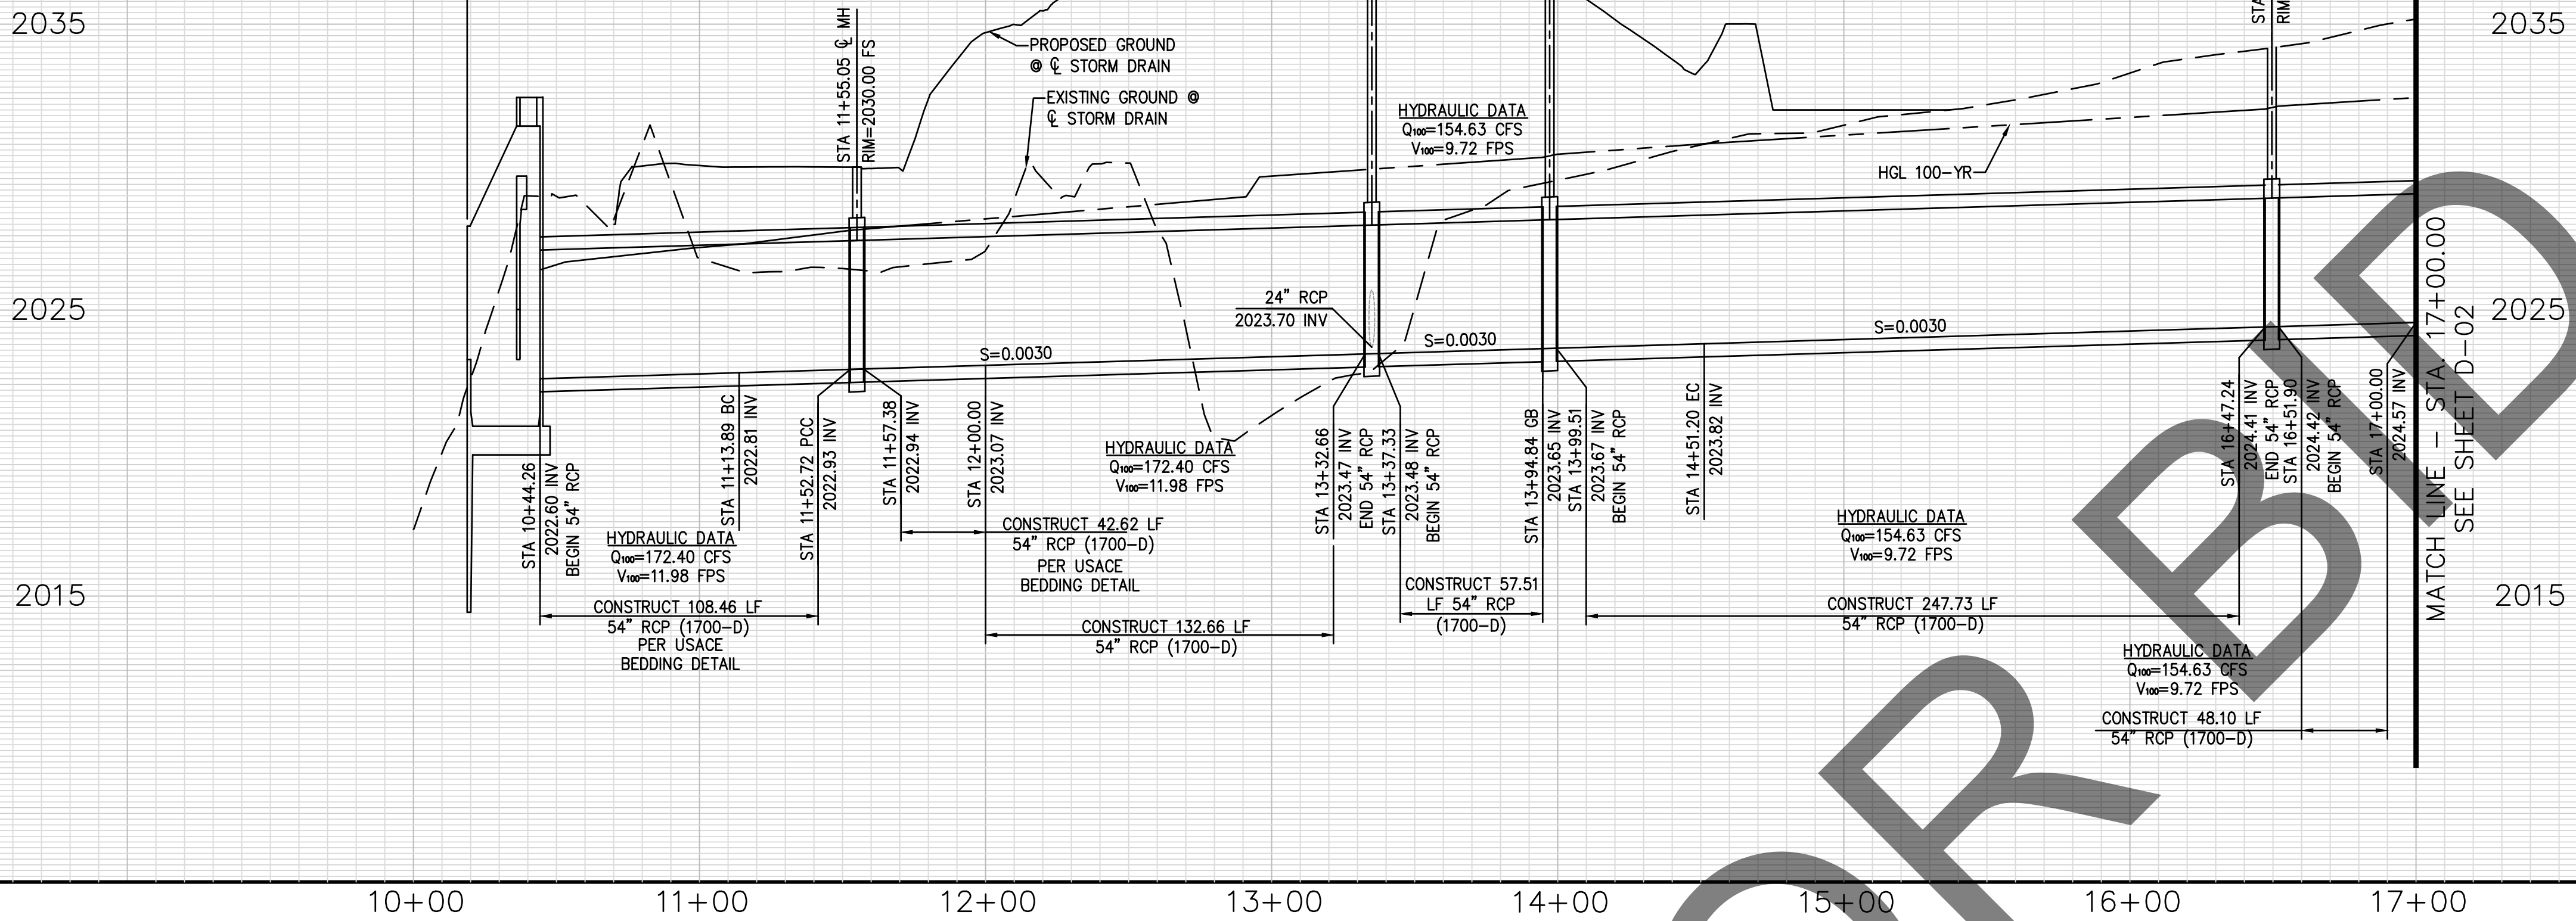 2035
2025
2015
2035
2025
2015
STA 11+55.05 ℄ MH
RIM=2030.00 FS
PROPOSED GROUND
@ ℄ STORM DRAIN
EXISTING GROUND @
℄ STORM DRAIN
HYDRAULIC DATA
Q100=154.63 CFS
V100=9.72 FPS
HGL 100-YR
STA
RIM
24" RCP
2023.70 INV
S=0.0030
S=0.0030
S=0.0030
STA 10+44.26
2022.60 INV
BEGIN 54" RCP
STA 11+13.89 BC
2022.81 INV
STA 11+52.72 PCC
2022.93 INV
STA 11+57.38
2022.94 INV
STA 12+00.00
2023.07 INV
STA 13+32.66
2023.47 INV
END 54" RCP
STA 13+37.33
2023.48 INV
BEGIN 54" RCP
STA 13+94.84 GB
2023.65 INV
STA 13+99.51
2023.67 INV
BEGIN 54" RCP
STA 14+51.20 EC
2023.82 INV
STA 16+47.24
2024.41 INV
END 54" RCP
STA 16+51.90
2024.42 INV
BEGIN 54" RCP
STA 17+00.00
2024.57 INV
MATCH LINE - STA. 17+00.00
SEE SHEET D-02
HYDRAULIC DATA
Q100=172.40 CFS
V100=11.98 FPS
HYDRAULIC DATA
Q100=172.40 CFS
V100=11.98 FPS
HYDRAULIC DATA
Q100=154.63 CFS
V100=9.72 FPS
HYDRAULIC DATA
Q100=154.63 CFS
V100=9.72 FPS
CONSTRUCT 108.46 LF
54" RCP (1700-D)
PER USACE
BEDDING DETAIL
CONSTRUCT 42.62 LF
54" RCP (1700-D)
PER USACE
BEDDING DETAIL
CONSTRUCT 132.66 LF
54" RCP (1700-D)
CONSTRUCT 57.51
LF 54" RCP
(1700-D)
CONSTRUCT 247.73 LF
54" RCP (1700-D)
CONSTRUCT 48.10 LF
54" RCP (1700-D)
OR BID
10+00 11+00 12+00 13+00 14+00 15+00 16+00 17+00